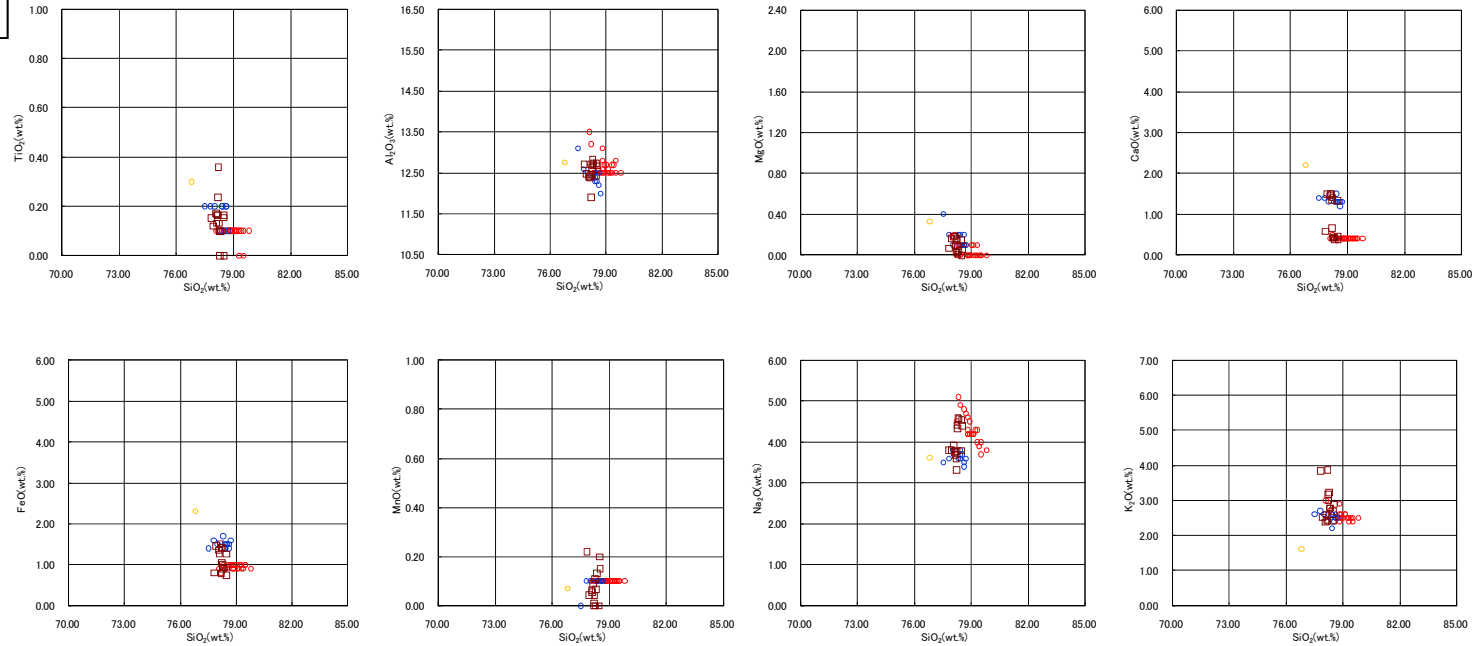 1.00 16.50 2.40 6.00
0.80 15.50 2.00 5.00
0.60 14.50 1.60 4.00
TiO₂(wt.%) Al₂O₃(wt.%) MgO(wt.%) CaO(wt.%)
0.40 13.50 1.20 3.00
0.20 12.50 0.80 2.00
11.50 0.40 1.00
0.00 10.50 0.00 0.00
70.00 73.00 76.00 79.00 82.00 85.00 70.00 73.00 76.00 79.00 82.00 85.00 70.00 73.00 76.00 79.00 82.00 85.00 70.00 73.00 76.00 79.00 82.00 85.00
SiO₂(wt.%) SiO₂(wt.%) SiO₂(wt.%) SiO₂(wt.%)
6.00 1.00 6.00 7.00
5.00 0.80 5.00 6.00
4.00 0.60 4.00 5.00
FeO(wt.%) MnO(wt.%) Na₂O(wt.%) K₂O(wt.%)
3.00 0.40 3.00 4.00
2.00 0.20 2.00 3.00
1.00 1.00 2.00
1.00
0.00 0.00 0.00 0.00
70.00 73.00 76.00 79.00 82.00 85.00 70.00 73.00 76.00 79.00 82.00 85.00 70.00 73.00 76.00 79.00 82.00 85.00 70.00 73.00 76.00 79.00 82.00 85.00
SiO₂(wt.%) SiO₂(wt.%) SiO₂(wt.%) SiO₂(wt.%)